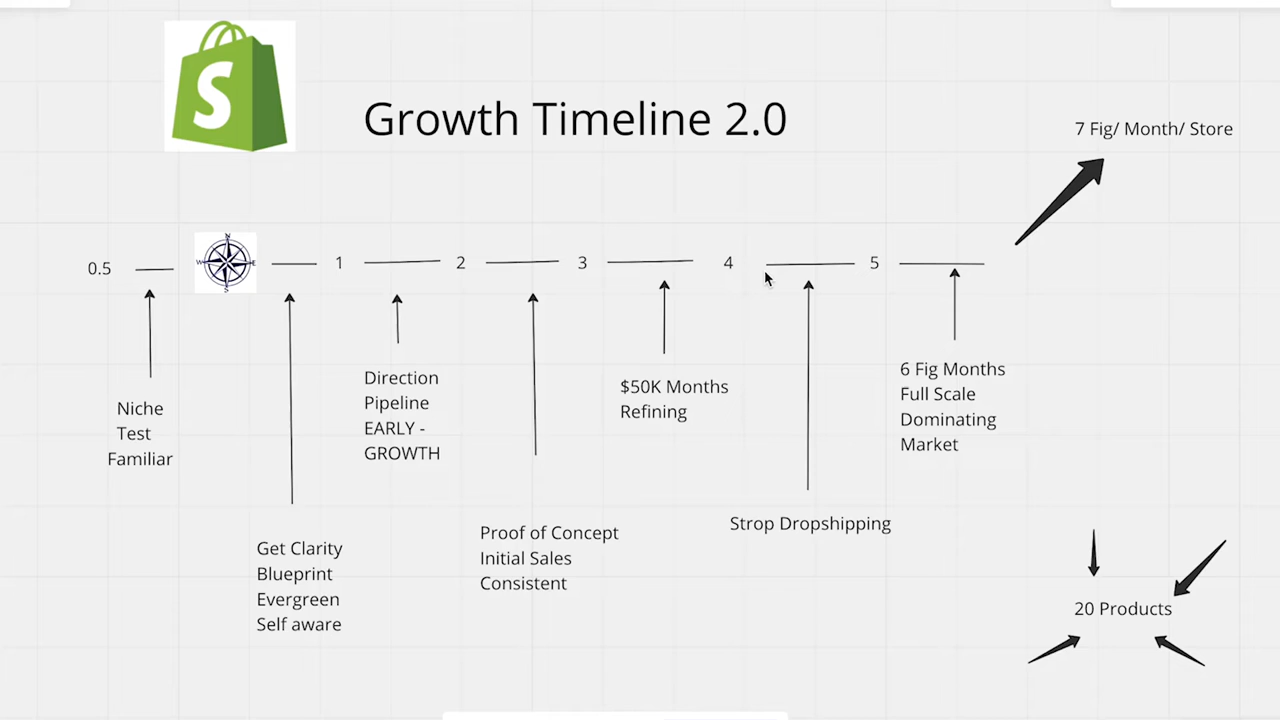 S
Growth Timeline 2.0
7 Fig/ Month/ Store
0.5
N
W
E
S
1
2
3
4
5
Niche
Test
Familiar
Get Clarity
Blueprint
Evergreen
Self aware
Direction
Pipeline
EARLY -
GROWTH
Proof of Concept
Initial Sales
Consistent
$50K Months
Refining
Strop Dropshipping
6 Fig Months
Full Scale
Dominating
Market
20 Products